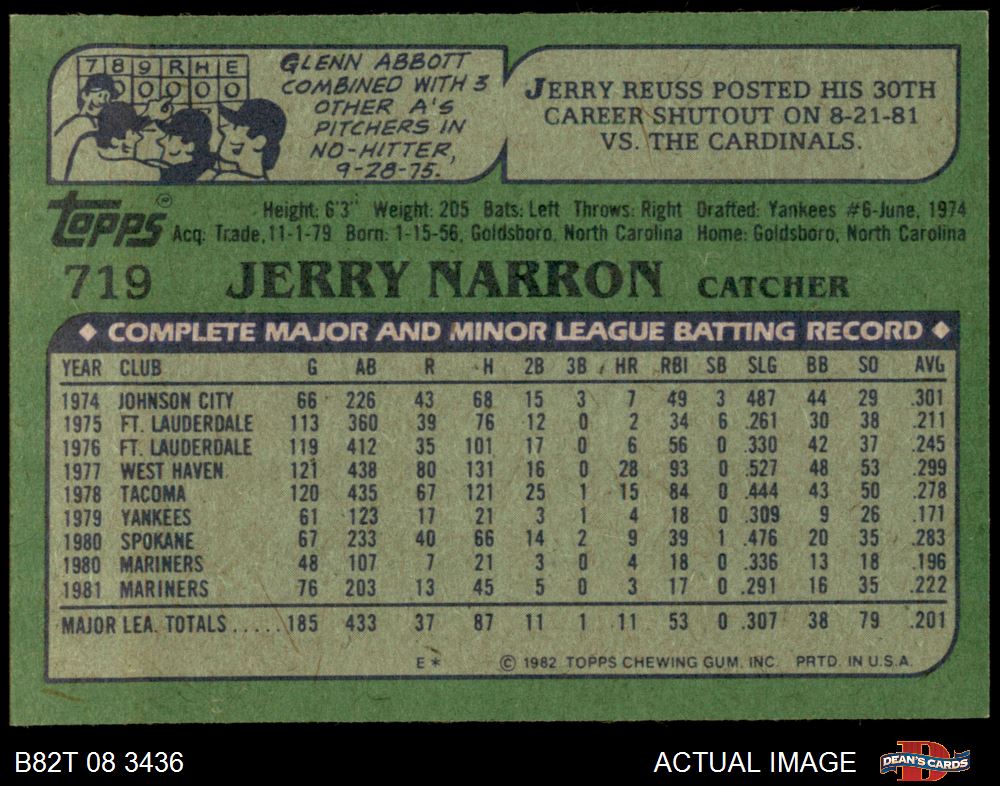 7 8 9 R H E
0 0 0 0 0
GLENN ABBOTT
COMBINED WITH 3
OTHER A'S
PITCHERS IN
NO-HITTER,
9-28-75.
JERRY REUSS POSTED HIS 30TH
CAREER SHUTOUT ON 8-21-81
VS. THE CARDINALS.
topps®
Height: 6'3" Weight: 205 Bats: Left Throws: Right Drafted: Yankees #6-June, 1974
Acq: Trade, 11-1-79 Born: 1-15-56, Goldsboro, North Carolina Home: Goldsboro, North Carolina
719 JERRY NARRON CATCHER
◆ COMPLETE MAJOR AND MINOR LEAGUE BATTING RECORD ◆
YEAR CLUB G AB R H 2B 3B HR RBI SB SLG BB SO AVG
1974 JOHNSON CITY 66 226 43 68 15 3 7 49 3 .487 44 29 .301
1975 FT. LAUDERDALE 113 360 39 76 12 0 2 34 6 .261 30 38 .211
1976 FT. LAUDERDALE 119 412 35 101 17 0 6 56 0 .330 42 37 .245
1977 WEST HAVEN 121 438 80 131 16 0 28 93 0 .527 48 53 .299
1978 TACOMA 120 435 67 121 25 1 15 84 0 .444 43 50 .278
1979 YANKEES 61 123 17 21 3 1 4 18 0 .309 9 26 .171
1980 SPOKANE 67 233 40 66 14 2 9 39 1 .476 20 35 .283
1980 MARINERS 48 107 7 21 3 0 4 18 0 .336 13 18 .196
1981 MARINERS 76 203 13 45 5 0 3 17 0 .291 16 35 .222
MAJOR LEA. TOTALS.....185 433 37 87 11 1 11 53 0 .307 38 79 .201
E* © 1982 TOPPS CHEWING GUM, INC. PRTD. IN U.S.A.
B82T 08 3436
ACTUAL IMAGE
D
DEAN'S CARDS